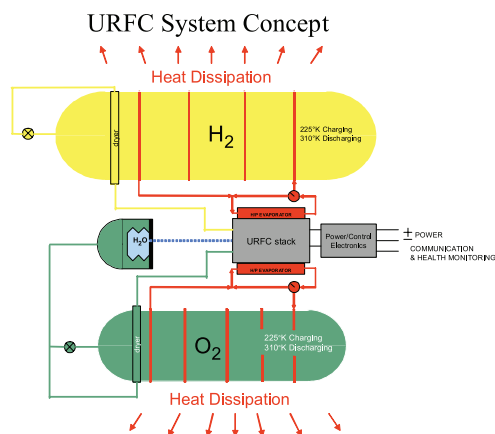 URFC System Concept
Heat Dissipation
dryer
H2
225°K Charging
310°K Discharging
H/P EVAPORATOR
H2O
URFC stack
Power/Control
Electronics
+ POWER
−
COMMUNICATION
& HEALTH MONITORING
H/P EVAPORATOR
dryer
O2
225°K Charging
310°K Discharging
Heat Dissipation